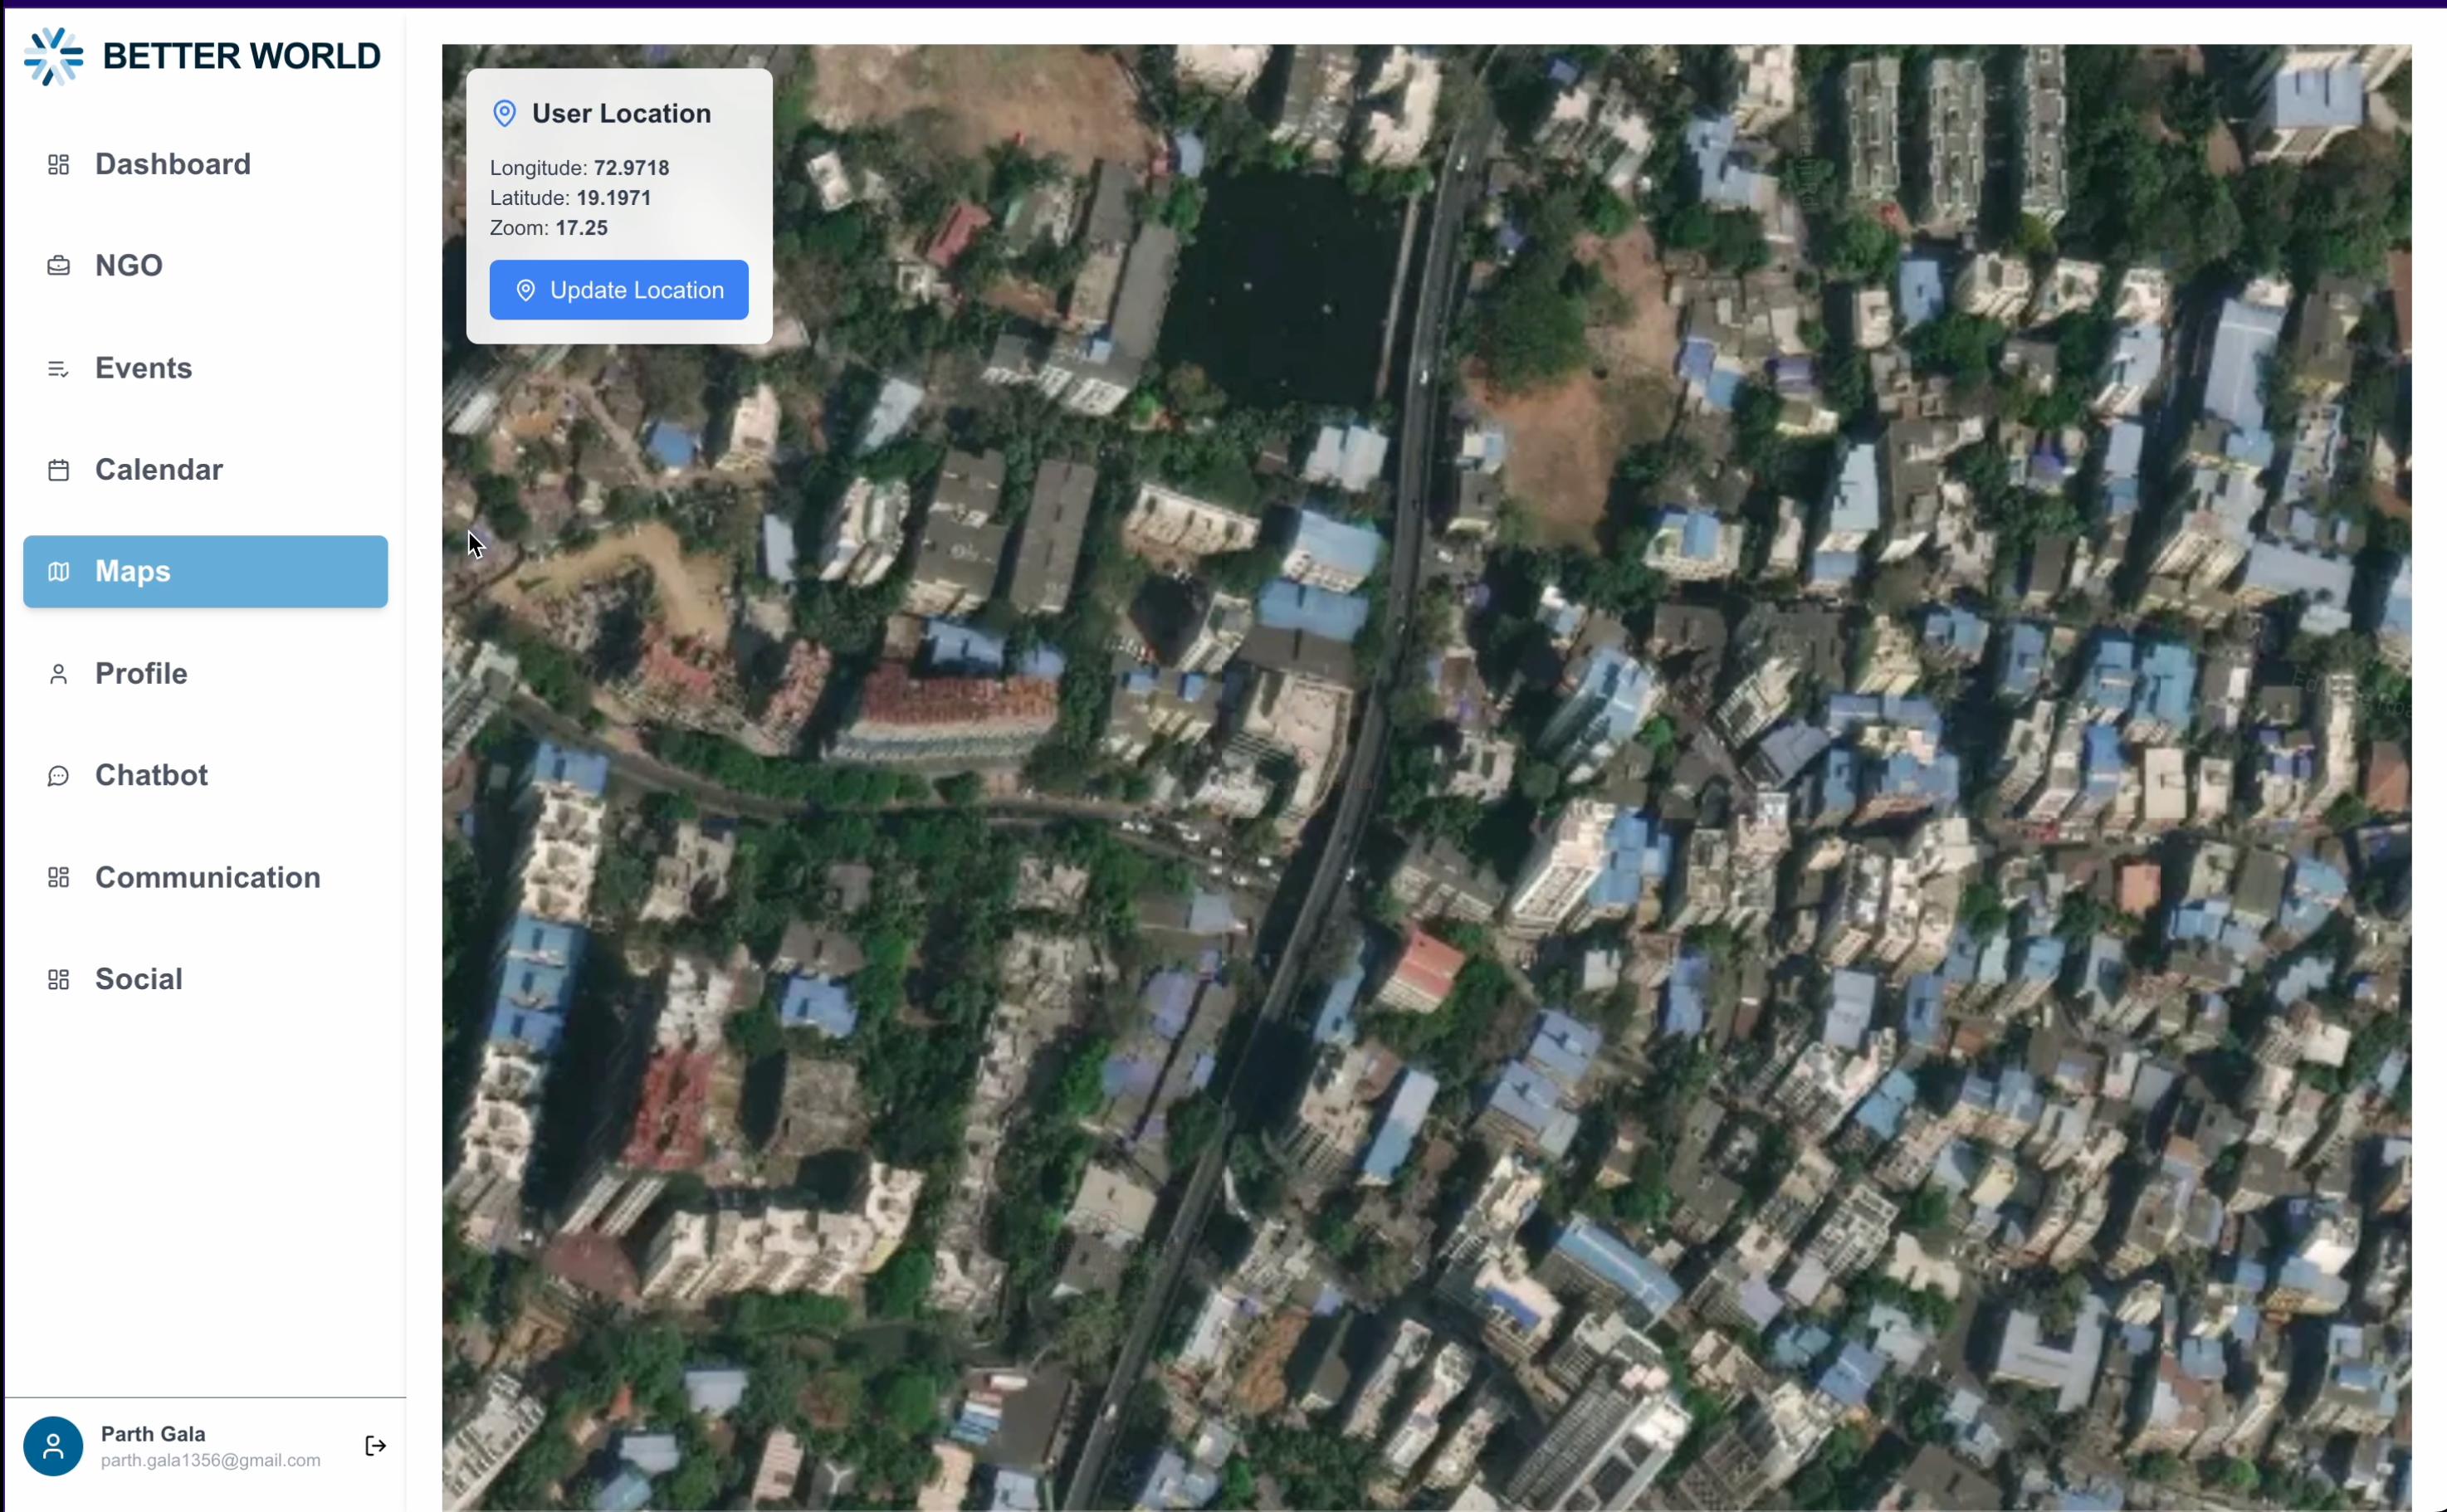 BETTER WORLD
Dashboard
NGO
Events
Calendar
Maps
Profile
Chatbot
Communication
Social
Parth Gala
parth.gala1356@gmail.com
User Location
Longitude: 72.9718
Latitude: 19.1971
Zoom: 17.25
Update Location